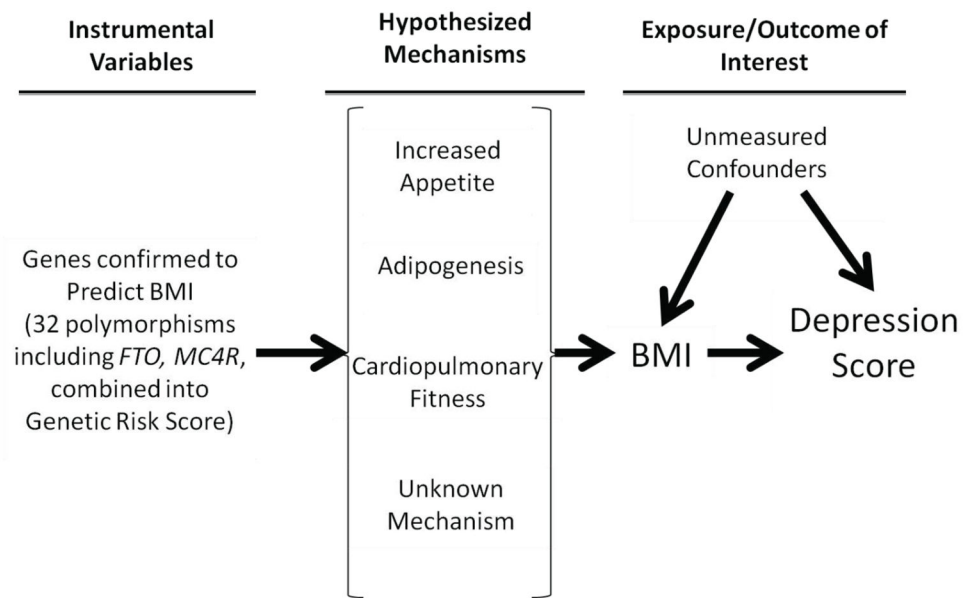 Instrumental
Variables
Hypothesized
Mechanisms
Exposure/Outcome of
Interest
Genes confirmed to
Predict BMI
(32 polymorphisms
including FTO, MC4R,
combined into
Genetic Risk Score)
Increased
Appetite
Adipogenesis
Cardiopulmonary
Fitness
Unknown
Mechanism
Unmeasured
Confounders
BMI
Depression
Score